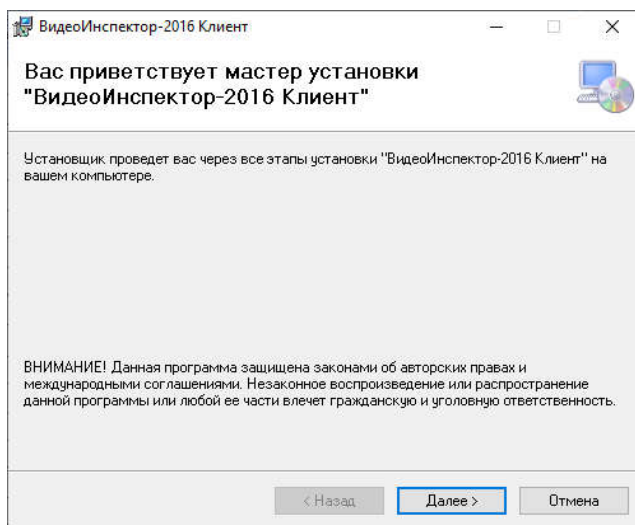 ВидеоИнспектор-2016 Клиент
Вас приветствует мастер установки
"ВидеоИнспектор-2016 Клиент"
Установщик проведет вас через все этапы установки "ВидеоИнспектор-2016 Клиент" на
вашем компьютере.
ВНИМАНИЕ! Данная программа защищена законами об авторских правах и
международными соглашениями. Незаконное воспроизведение или распространение
данной программы или любой ее части влечет гражданскую и уголовную ответственность.
< Назад Далее > Отмена